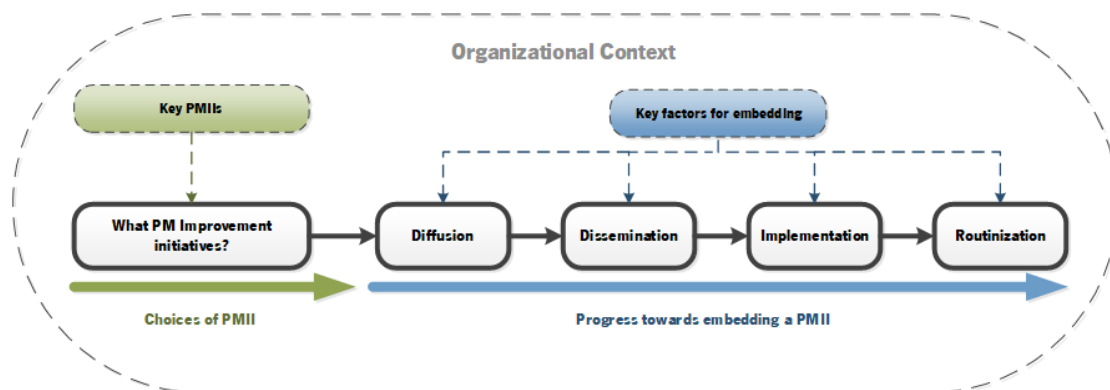 Organizational Context
Key PMIIs
Key factors for embedding
What PM Improvement
initiatives?
Diffusion
Dissemination
Implementation
Routinization
Choices of PMII
Progress towards embedding a PMII